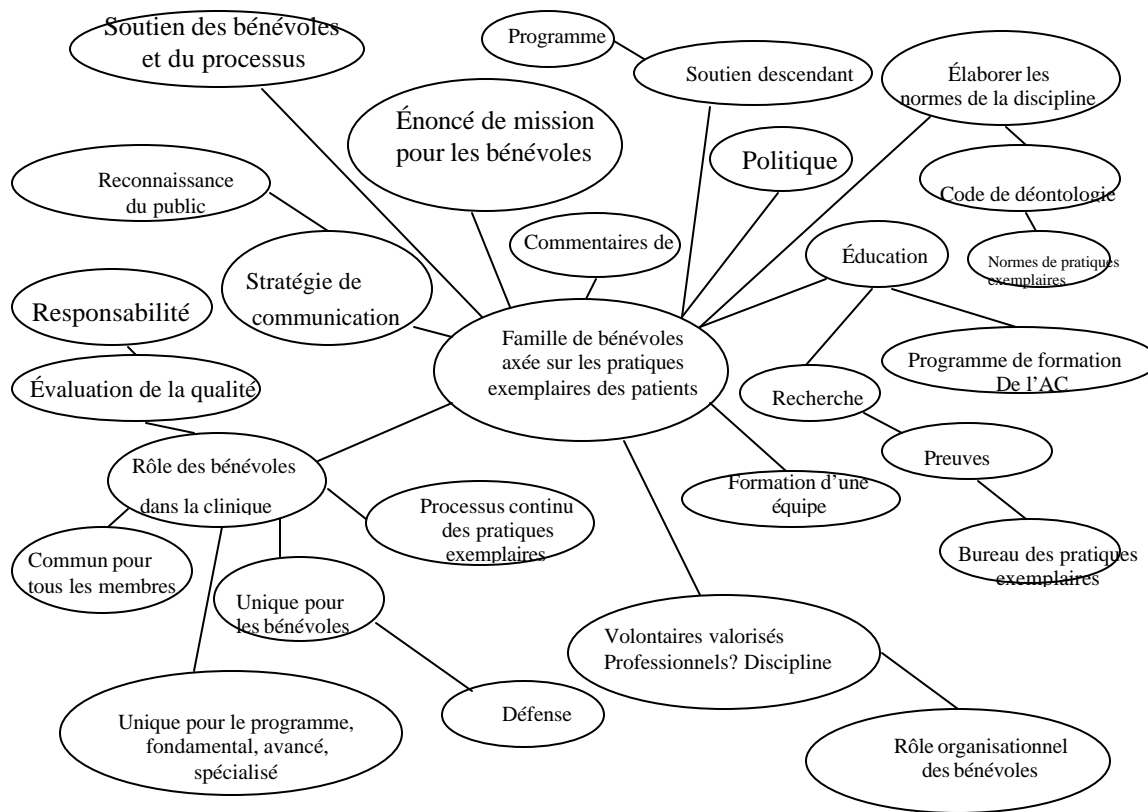 Soutien des bénévoles
et du processus
Programme
Soutien descendant
Élaborer les
normes de la discipline
Énoncé de mission
pour les bénévoles
Politique
Reconnaissance
du public
Code de déontologie
Commentaires de
Éducation
Normes de pratiques
exemplaires
Stratégie de
communication
Responsabilité
Famille de bénévoles
axée sur les pratiques
exemplaires des patients
Programme de formation
De l’AC
Évaluation de la qualité
Recherche
Rôle des bénévoles
dans la clinique
Preuves
Formation d’une
équipe
Processus continu
des pratiques
exemplaires
Bureau des pratiques
exemplaires
Commun pour
tous les membres
Unique pour
les bénévoles
Volontaires valorisés
Professionnels? Discipline
Défense
Unique pour le programme,
fondamental, avancé,
spécialisé
Rôle organisationnel
des bénévoles